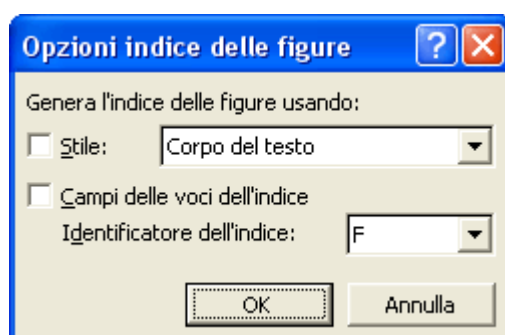 Opzioni indice delle figure
Genera l'indice delle figure usando:
Stile: Corpo del testo
Campi delle voci dell'indice
Identificatore dell'indice: F
OK Annulla